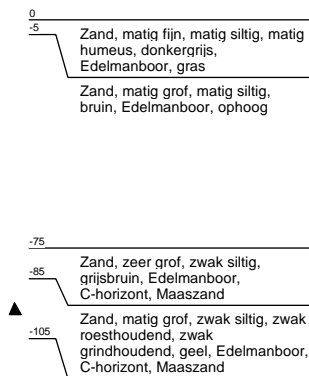 0
-5
Zand, matig fijn, matig siltig, matig
humeus, donkergrijs,
Edelmanboor, gras
Zand, matig grof, matig siltig,
bruin, Edelmanboor, ophoog
-75
Zand, zeer grof, zwak siltig,
grijsbruin, Edelmanboor,
C-horizont, Maaszand
-85
Zand, matig grof, zwak siltig, zwak
roesthoudend, zwak
grindhoudend, geel, Edelmanboor,
C-horizont, Maaszand
-105